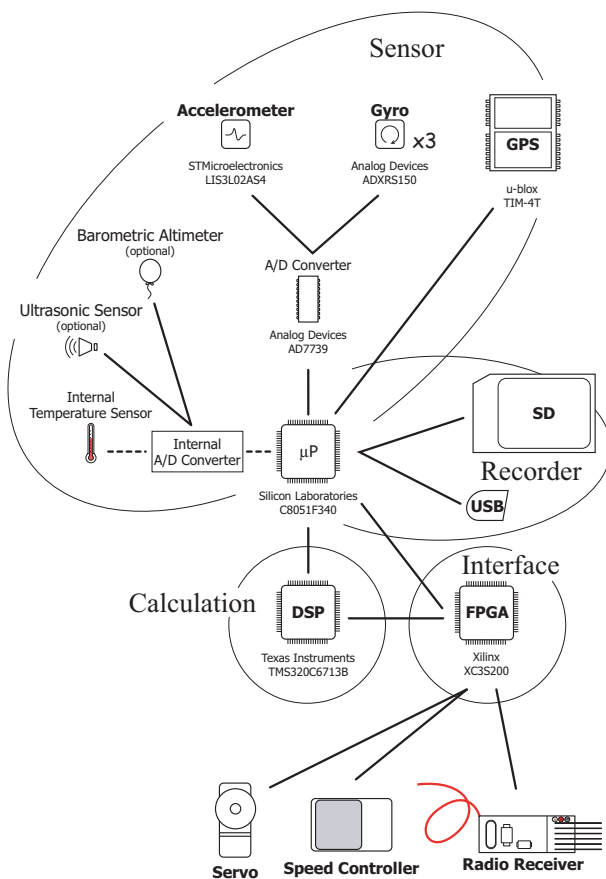 Sensor
Accelerometer
STMicroelectronics
LIS3L02AS4
Gyro
x3
Analog Devices
ADXRS150
GPS
u-blox
TIM-4T
Barometric Altimeter
(optional)
A/D Converter
Analog Devices
AD7739
Ultrasonic Sensor
(optional)
Internal
Temperature Sensor
Internal
A/D Converter
μP
Silicon Laboratories
C8051F340
SD
Recorder
USB
Calculation
DSP
Texas Instruments
TMS320C6713B
Interface
FPGA
Xilinx
XC3S200
Servo
Speed Controller
Radio Receiver